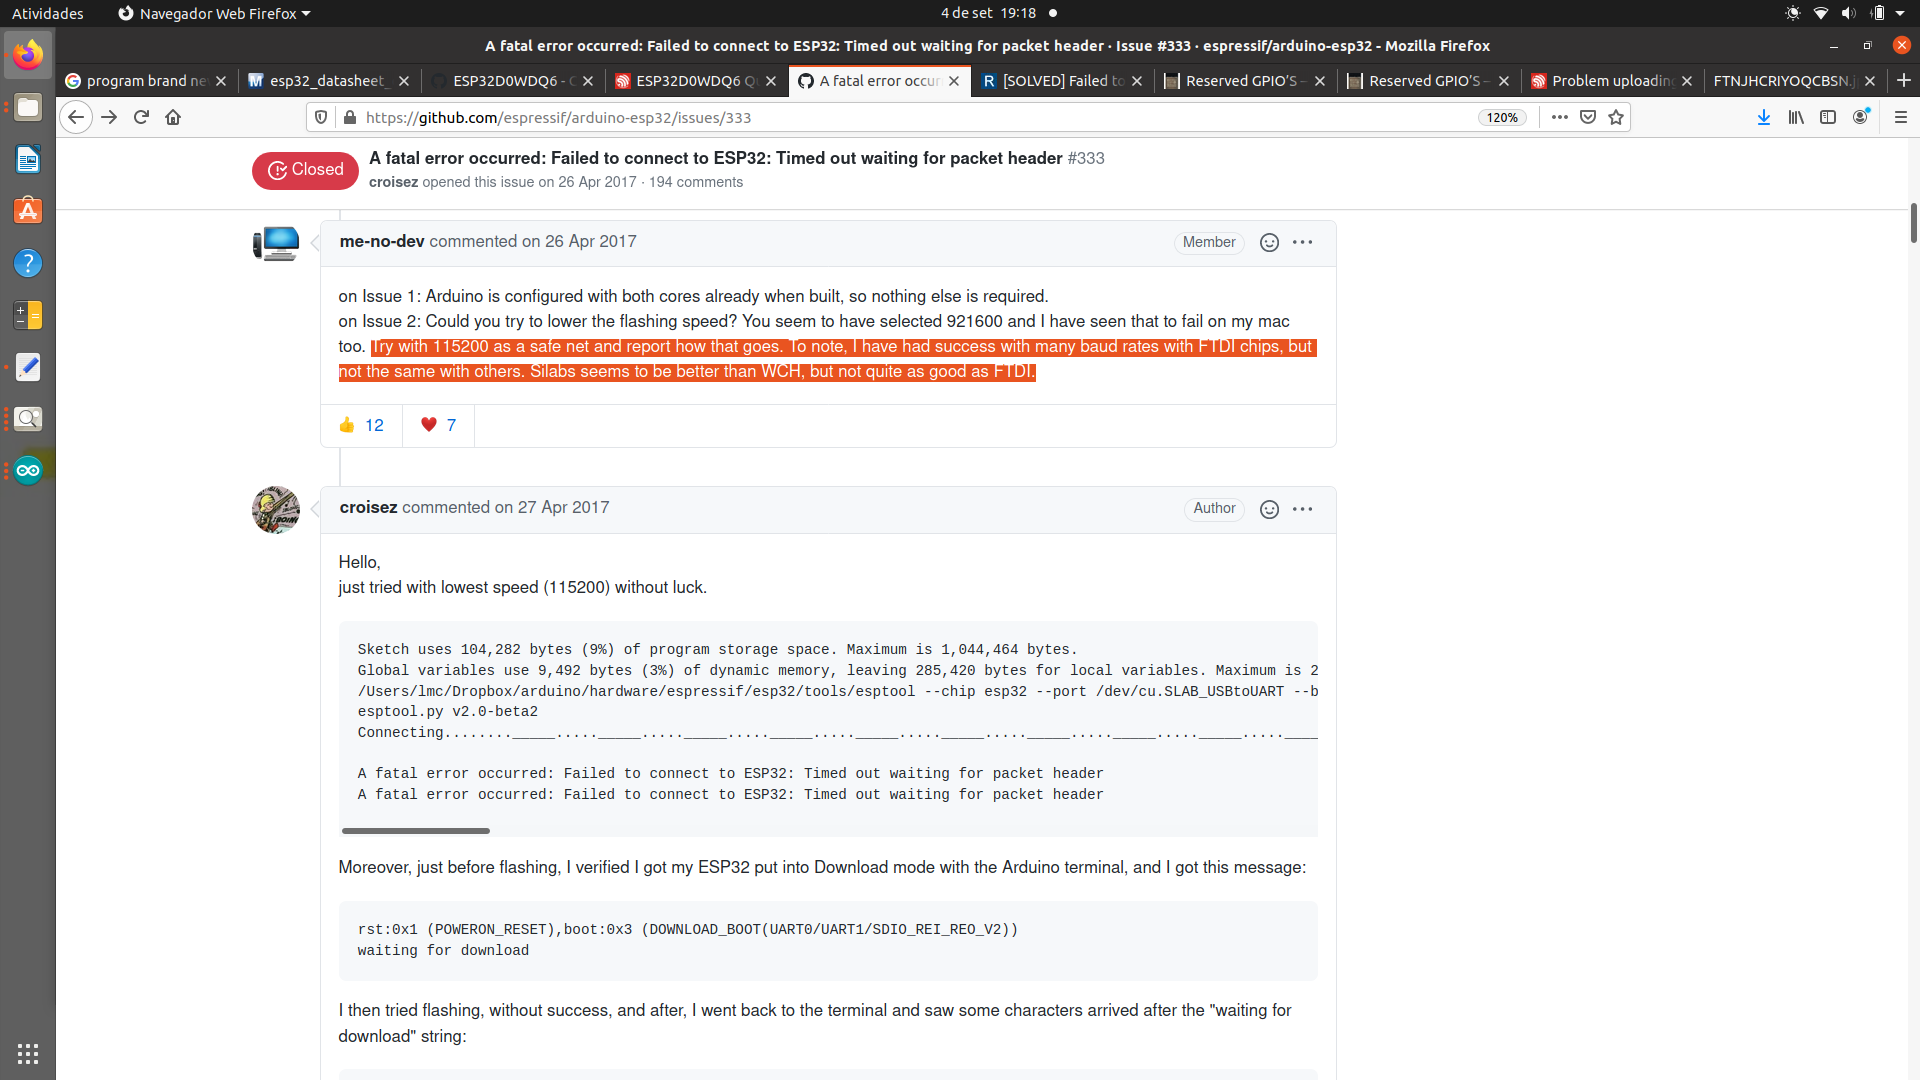 Atividades
Navegador Web Firefox
4 de set 19:18
A fatal error occurred: Failed to connect to ESP32: Timed out waiting for packet header · Issue #333 · espressif/arduino-esp32 - Mozilla Firefox
program brand ne
esp32_datasheet_
ESP32D0WDQ6 - C
ESP32D0WDQ6 Q
A fatal error occur
R [SOLVED] Failed to
Reserved GPIO'S –
Reserved GPIO'S –
Problem uploading
FTNJHCRIYOQCBSN.j
https://github.com/espressif/arduino-esp32/issues/333
120%
Closed
A fatal error occurred: Failed to connect to ESP32: Timed out waiting for packet header #333
croisez opened this issue on 26 Apr 2017 · 194 comments
me-no-dev commented on 26 Apr 2017
Member
on Issue 1: Arduino is configured with both cores already when built, so nothing else is required.
on Issue 2: Could you try to lower the flashing speed? You seem to have selected 921600 and I have seen that to fail on my mac
too. Try with 115200 as a safe net and report how that goes. To note, I have had success with many baud rates with FTDI chips, but
not the same with others. Silabs seems to be better than WCH, but not quite as good as FTDI.
12
7
croisez commented on 27 Apr 2017
Author
Hello,
just tried with lowest speed (115200) without luck.
Sketch uses 104,282 bytes (9%) of program storage space. Maximum is 1,044,464 bytes.
Global variables use 9,492 bytes (3%) of dynamic memory, leaving 285,420 bytes for local variables. Maximum is 2
/Users/lmc/Dropbox/arduino/hardware/espressif/esp32/tools/esptool --chip esp32 --port /dev/cu.SLAB_USBtoUART --b
esptool.py v2.0-beta2
Connecting........_____....._____....._____....._____....._____....._____....._____....._____....._____.....____
A fatal error occurred: Failed to connect to ESP32: Timed out waiting for packet header
A fatal error occurred: Failed to connect to ESP32: Timed out waiting for packet header
Moreover, just before flashing, I verified I got my ESP32 put into Download mode with the Arduino terminal, and I got this message:
rst:0x1 (POWERON_RESET),boot:0x3 (DOWNLOAD_BOOT(UART0/UART1/SDIO_REI_REO_V2))
waiting for download
I then tried flashing, without success, and after, I went back to the terminal and saw some characters arrived after the "waiting for
download" string: